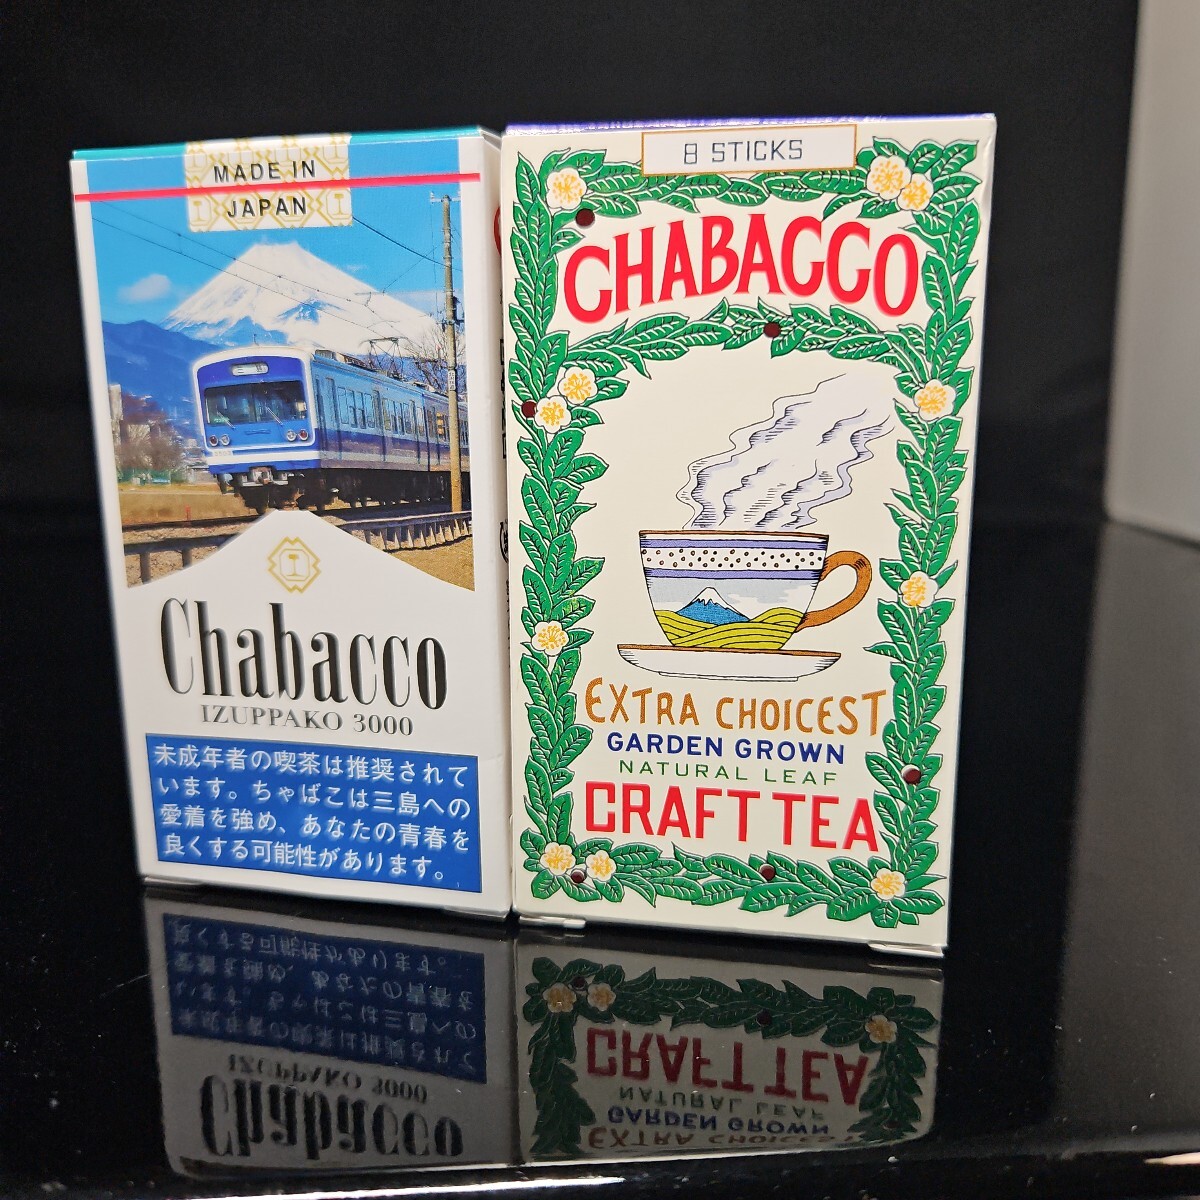 MADE IN
JAPAN
Chabacco
IZUPPAKO 3000
未成年者の喫茶は推奨されて
います。ちゃばこは三島への
愛着を強め、あなたの青春を
良くする可能性があります。
8 STICKS
CHABACCO
EXTRA CHOICEST
GARDEN GROWN
NATURAL LEAF
CRAFT TEA